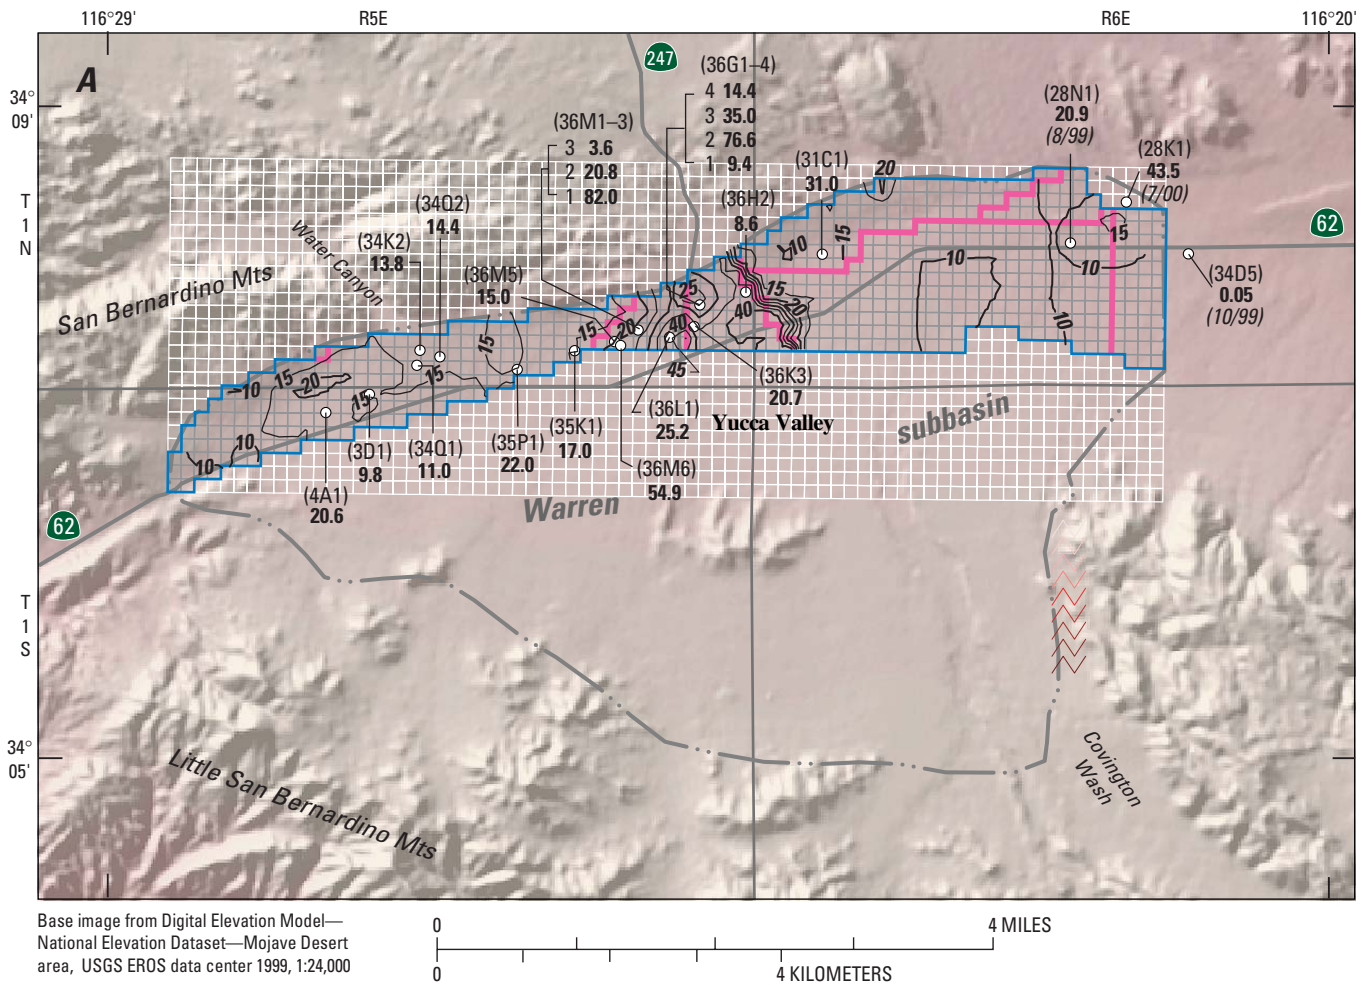 116°29'
R5E
R6E
116°20'
A
247
34°
09'
(36G1–4)
4 14.4
3 35.0
2 76.6
1 9.4
(36M1–3)
3 3.6
2 20.8
1 82.0
(28N1)
20.9
(8/99)
(28K1)
43.5
(7/00)
(31C1)
31.0
20
T
1
N
(36H2)
8.6
62
(34Q2)
14.4
(34K2)
13.8
Water Canyon
San Bernardino Mts
(36M5)
15.0
10
15
15
10
10
(34D5)
0.05
(10/99)
25
15
20
40
40
15
20
10
15
15
45
10
15
20
15
15
10
10
(36K3)
20.7
(36L1)
25.2
Yucca Valley
subbasin
(35K1)
17.0
(3D1)
9.8
(34Q1)
11.0
(35P1)
22.0
(36M6)
54.9
(4A1)
20.6
Warren
62
T
1
S
34°
05'
Little San Bernardino Mts
Covington
Wash
Base image from Digital Elevation Model—
National Elevation Dataset—Mojave Desert
area, USGS EROS data center 1999, 1:24,000
0
4 MILES
0
4 KILOMETERS